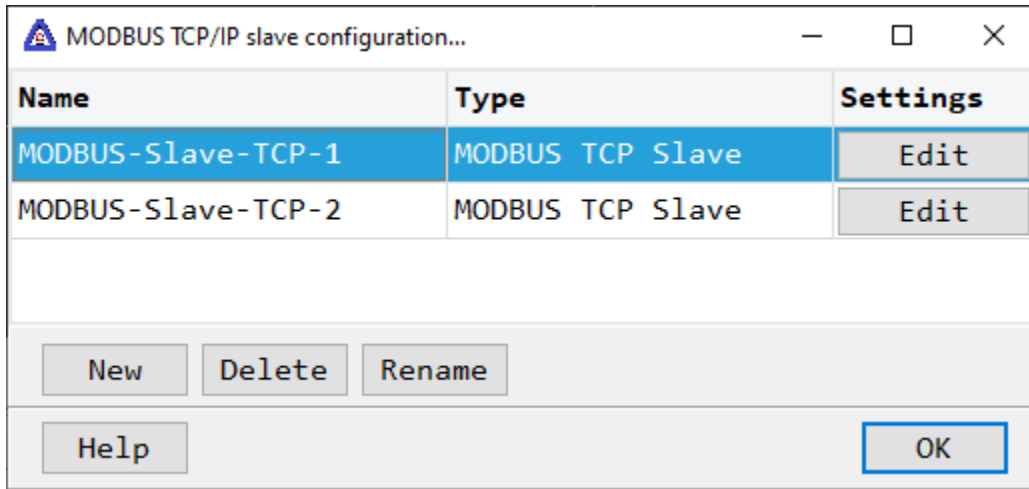 MODBUS TCP/IP slave configuration...
Name Type Settings
MODBUS-Slave-TCP-1 MODBUS TCP Slave Edit
MODBUS-Slave-TCP-2 MODBUS TCP Slave Edit
New Delete Rename
Help OK